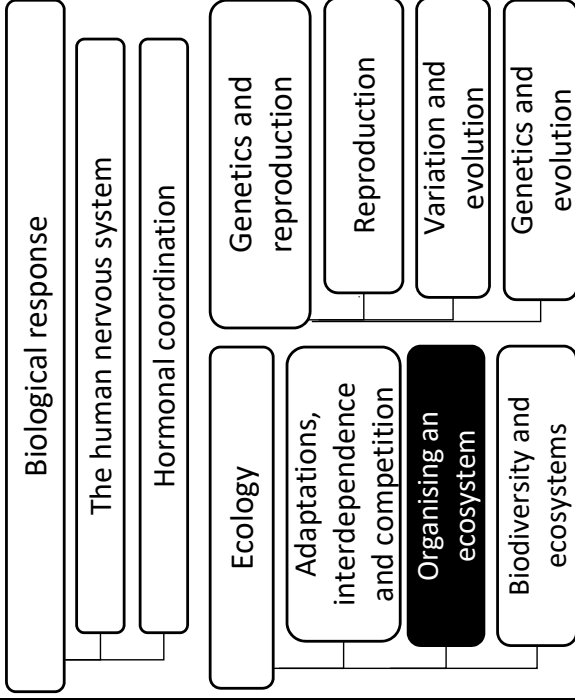 Biological response
The human nervous system
Hormonal coordination
Ecology
Adaptations,
interdependence
and competition
Organising an
ecosystem
Biodiversity and
ecosystems
Genetics and
reproduction
Reproduction
Variation and
evolution
Genetics and
evolution